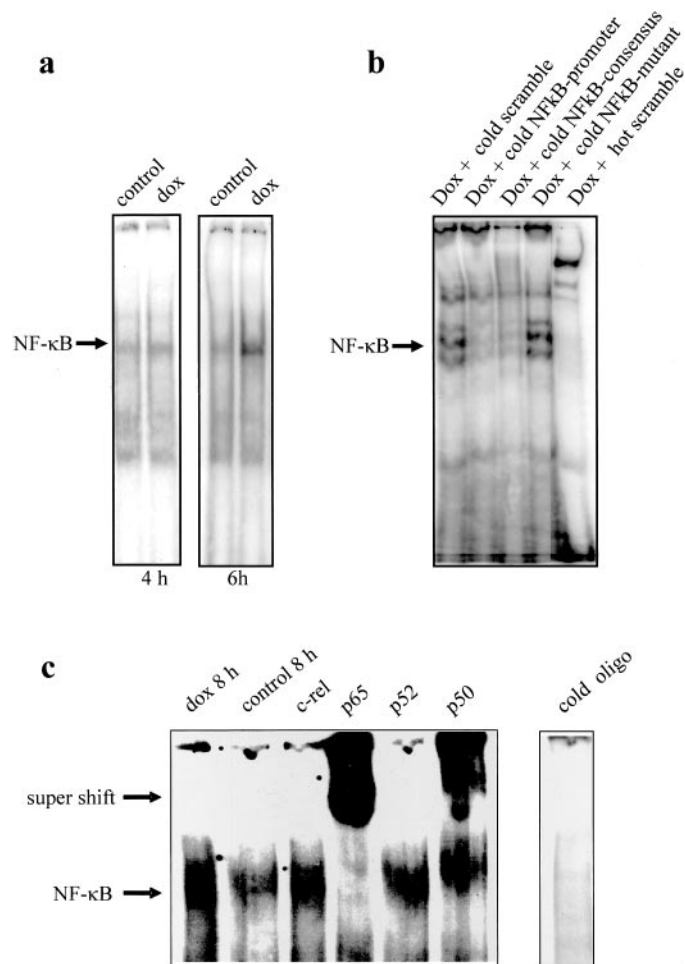 a
control
dox
control
dox
NF-κB
4 h
6h
b
Dox + cold scramble
Dox + cold NFkB-promoter
Dox + cold NFkB-consensus
Dox + cold NFkB-mutant
Dox + hot scramble
NF-κB
c
dox 8 h
control 8 h
c-rel
p65
p52
p50
cold oligo
super shift
NF-κB